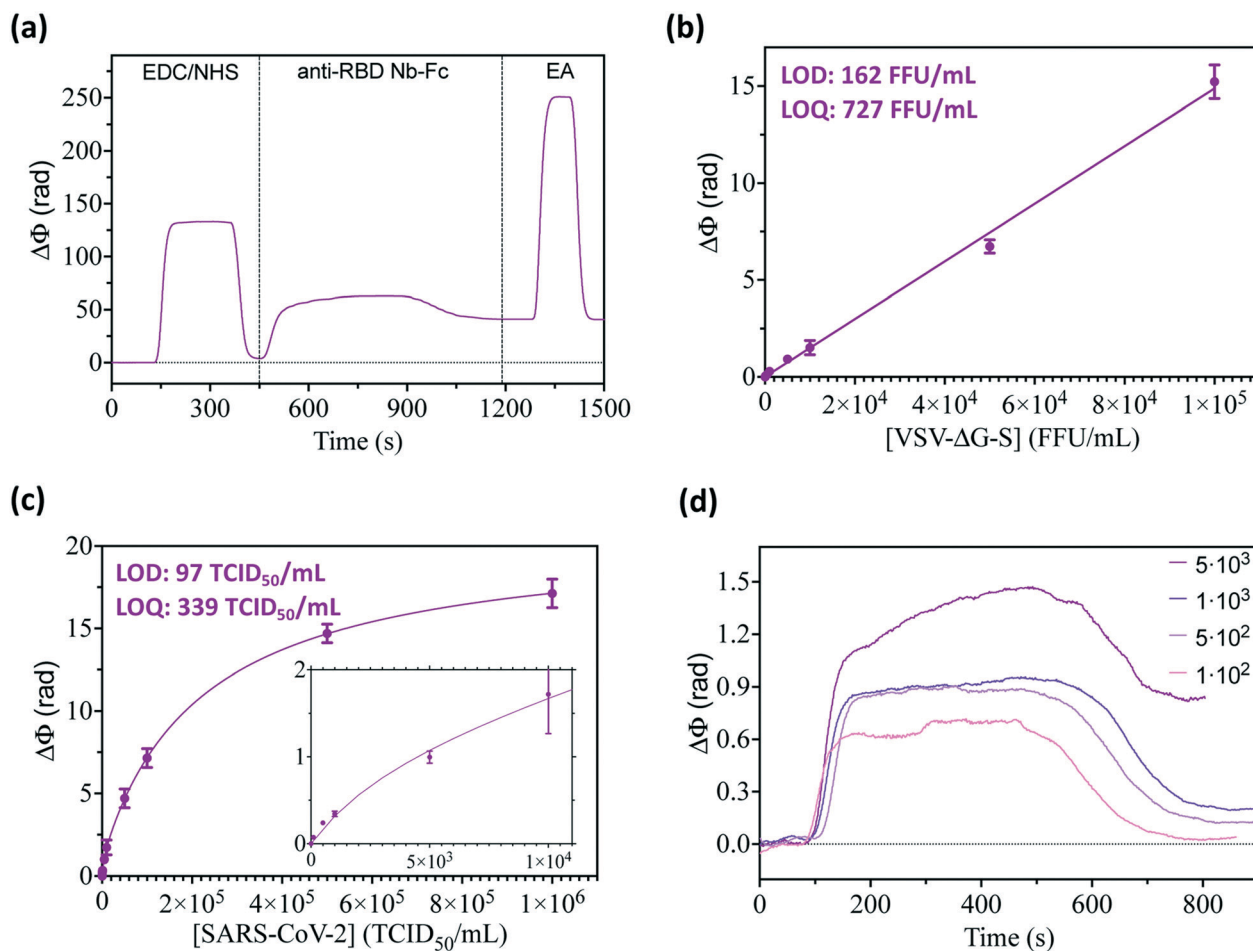 (a)
EDC/NHS anti-RBD Nb-Fc EA
250
200
150
100
50
0
ΔΦ (rad)
0 300 600 900 1200 1500
Time (s)
(b)
LOD: 162 FFU/mL
LOQ: 727 FFU/mL
15
10
5
0
ΔΦ (rad)
0 2×10⁴ 4×10⁴ 6×10⁴ 8×10⁴ 1×10⁵
[VSV-ΔG-S] (FFU/mL)
(c)
LOD: 97 TCID₅₀/mL
LOQ: 339 TCID₅₀/mL
20
15
10
5
0
ΔΦ (rad)
2
1
0
0 5×10³ 1×10⁴
0 2×10⁵ 4×10⁵ 6×10⁵ 8×10⁵ 1×10⁶
[SARS-CoV-2] (TCID₅₀/mL)
(d)
5·10³
1·10³
5·10²
1·10²
1.5
1.2
0.9
0.6
0.3
0.0
ΔΦ (rad)
0 200 400 600 800
Time (s)